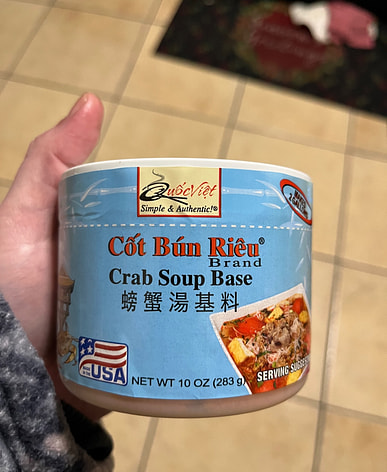 QuốcViệt
Simple & Authentic!®
Cốt Bún Riêu®
Brand
Crab Soup Base
螃蟹湯基料
USA
NET WT 10 OZ (283 g)
SERVING SUGGES